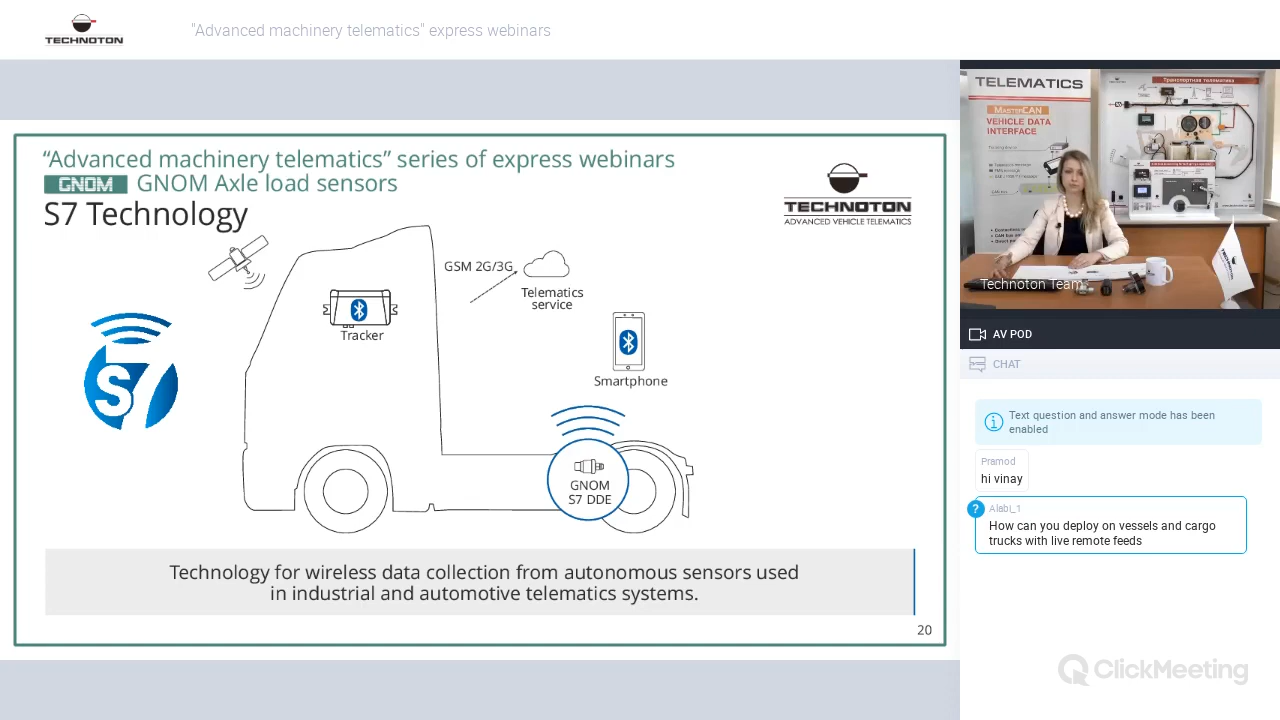 TECHNOTON
"Advanced machinery telematics" express webinars
“Advanced machinery telematics” series of express webinars
GNOM GNOM Axle load sensors
S7 Technology
TECHNOTON
ADVANCED VEHICLE TELEMATICS
GSM 2G/3G
Telematics
service
Tracker
Smartphone
S7
GNOM
S7 DDE
Technology for wireless data collection from autonomous sensors used
in industrial and automotive telematics systems.
20
TELEMATICS
MASTERCAN
VEHICLE DATA
INTERFACE
Транспортная телематика
TECHNOTON
Technoton Team
AV POD
CHAT
Text question and answer mode has been
enabled
Pramod
hi vinay
?
Alabi_1
How can you deploy on vessels and cargo
trucks with live remote feeds
ClickMeeting